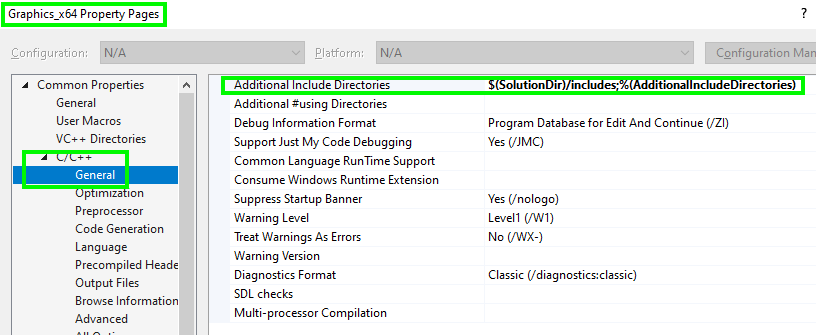 Graphics_x64 Property Pages
?
Configuration: N/A Platform: N/A Configuration Man
Common Properties
General
User Macros
VC++ Directories
C/C++
General
Optimization
Preprocessor
Code Generation
Language
Precompiled Heade
Output Files
Browse Information
Advanced
All Options
Additional Include Directories $(SolutionDir)/includes;%(AdditionalIncludeDirectories)
Additional #using Directories
Debug Information Format Program Database for Edit And Continue (/ZI)
Support Just My Code Debugging Yes (/JMC)
Common Language RunTime Support
Consume Windows Runtime Extension
Suppress Startup Banner Yes (/nologo)
Warning Level Level1 (/W1)
Treat Warnings As Errors No (/WX-)
Warning Version
Diagnostics Format Classic (/diagnostics:classic)
SDL checks
Multi-processor Compilation